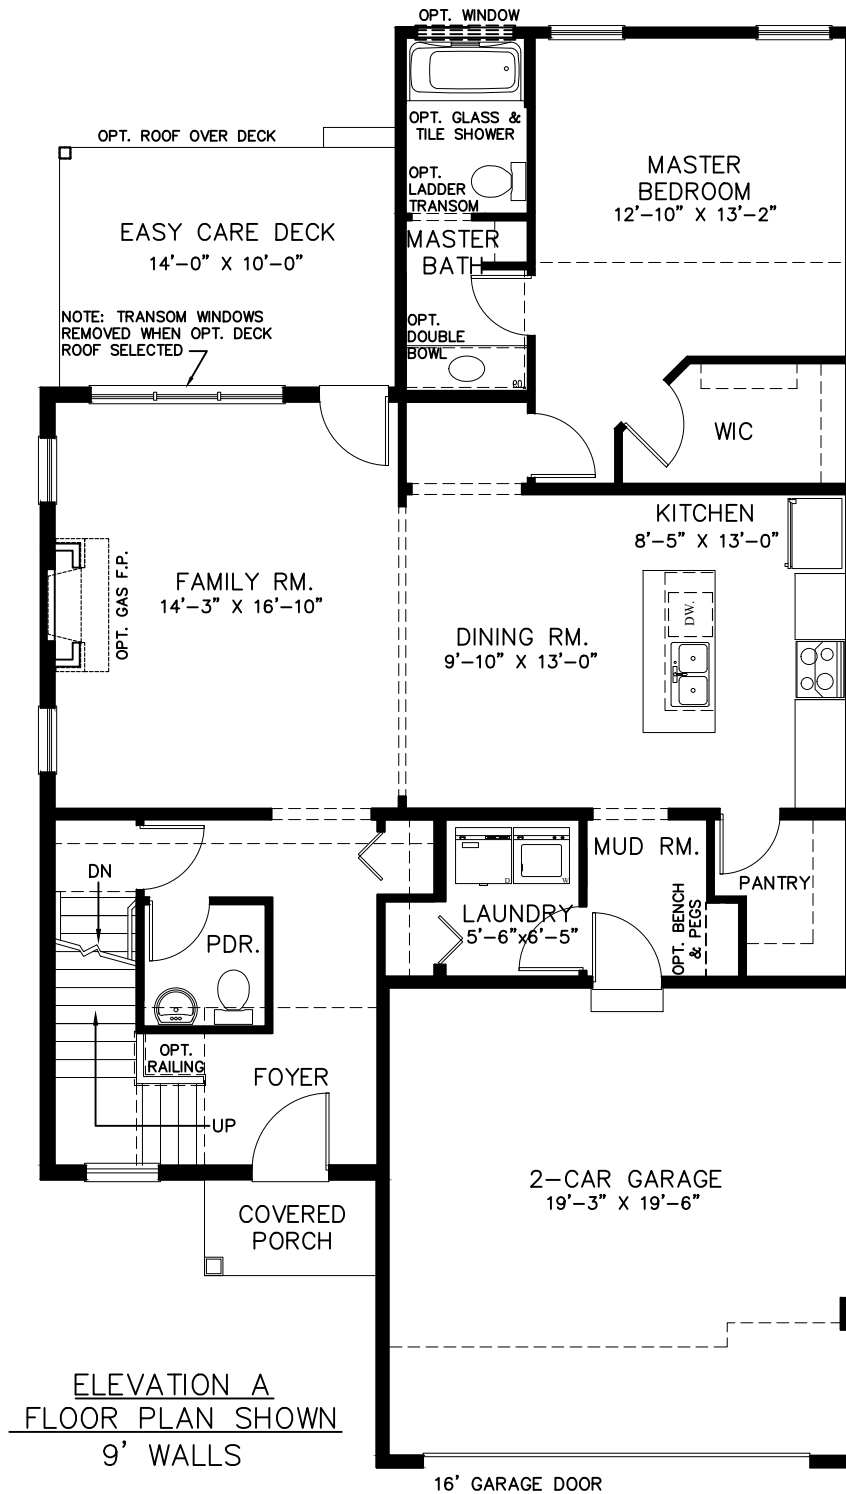 OPT. WINDOW
OPT. GLASS &
TILE SHOWER
OPT. ROOF OVER DECK
MASTER
BEDROOM
12'-10" X 13'-2"
OPT.
LADDER
TRANSOM
EASY CARE DECK
14'-0" X 10'-0"
MASTER
BATH
NOTE: TRANSOM WINDOWS
REMOVED WHEN OPT. DECK
ROOF SELECTED
OPT.
DOUBLE
BOWL
WIC
KITCHEN
8'-5" X 13'-0"
OPT. GAS F.P.
FAMILY RM.
14'-3" X 16'-10"
DW.
DINING RM.
9'-10" X 13'-0"
MUD RM.
DN
D
W
PANTRY
LAUNDRY
5'-6"x6'-5"
OPT. BENCH
& PEGS
PDR.
OPT.
RAILING
FOYER
UP
2-CAR GARAGE
19'-3" X 19'-6"
COVERED
PORCH
ELEVATION A
FLOOR PLAN SHOWN
9' WALLS
16' GARAGE DOOR